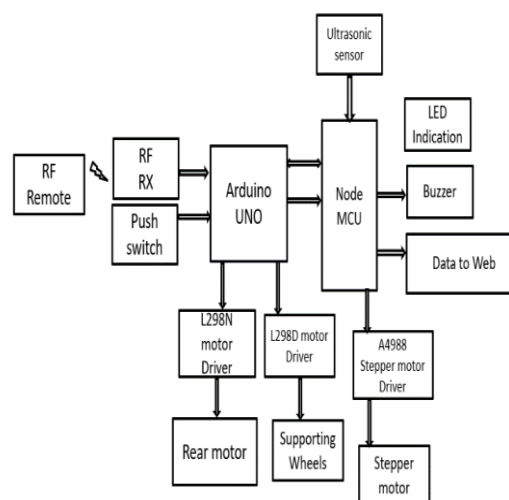 Ultrasonic
sensor
LED
Indication
RF
Remote
RF
RX
Push
switch
Arduino
UNO
Node
MCU
Buzzer
Data to Web
L298N
motor
Driver
L298D motor
Driver
A4988
Stepper motor
Driver
Rear motor
Supporting
Wheels
Stepper
motor